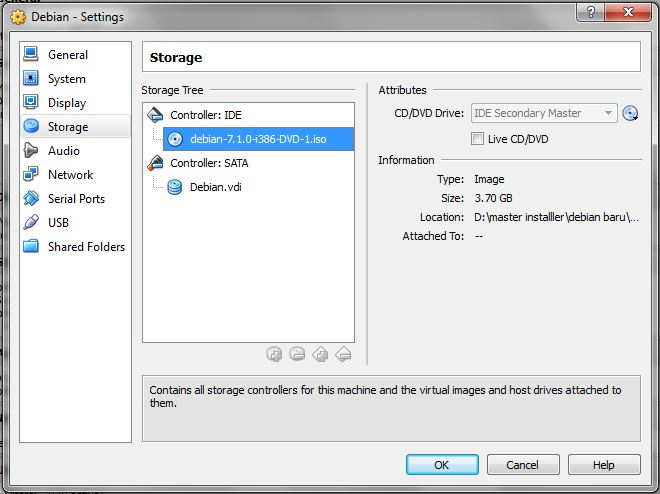 Debian - Settings
General
System
Display
Storage
Audio
Network
Serial Ports
USB
Shared Folders
Storage
Storage Tree
Controller: IDE
debian-7.1.0-i386-DVD-1.iso
Controller: SATA
Debian.vdi
Attributes
CD/DVD Drive: IDE Secondary Master
Live CD/DVD
Information
Type: Image
Size: 3.70 GB
Location: D:\master installler\debian baru\...
Attached To: --
Contains all storage controllers for this machine and the virtual images and host drives attached to
them.
OK
Cancel
Help